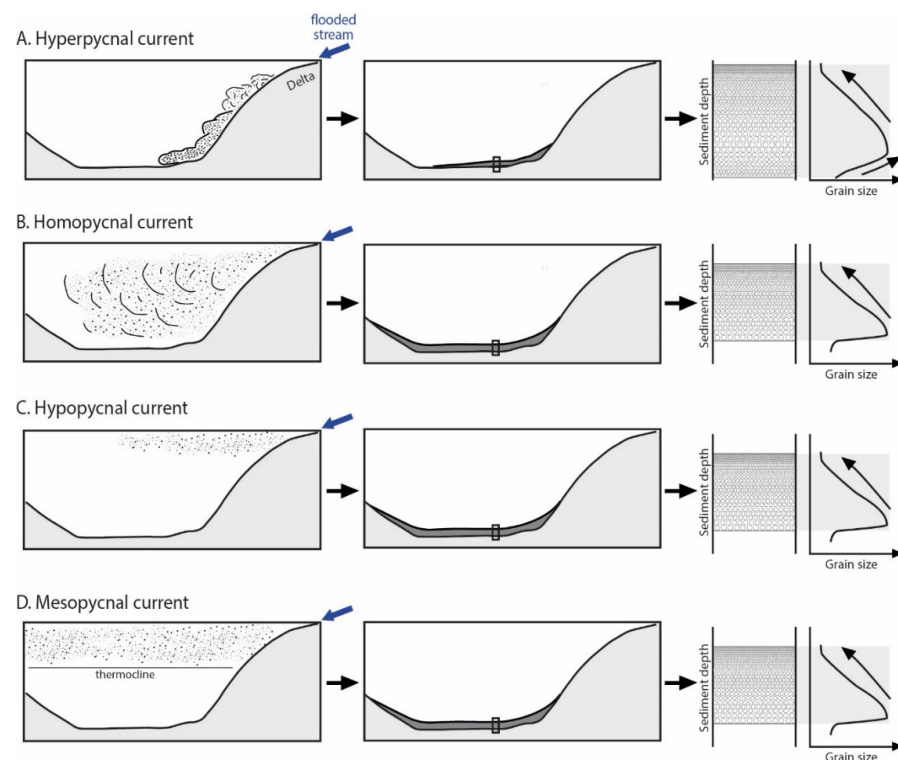 flooded
stream
A. Hyperpycnal current
Delta
Sediment depth
Grain size
B. Homopycnal current
Sediment depth
Grain size
C. Hypopycnal current
Sediment depth
Grain size
D. Mesopycnal current
thermocline
Sediment depth
Grain size